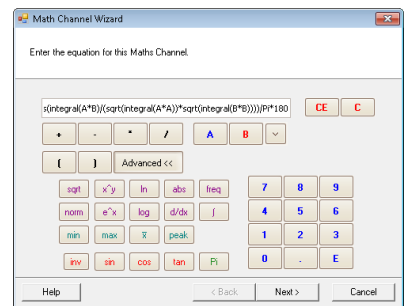 Math Channel Wizard
Enter the equation for this Maths Channel.
s(integral(A*B)/(sqrt(integral(A*A))*sqrt(integral(B*B))))/Pi*180 CE C
+ - * / A B
( ) Advanced <<
sqrt x^y ln abs freq 7 8 9
norm e^x log d/dx ∫ 4 5 6
min max x̅ peak 1 2 3
inv sin cos tan Pi 0 . E
Help < Back Next > Cancel